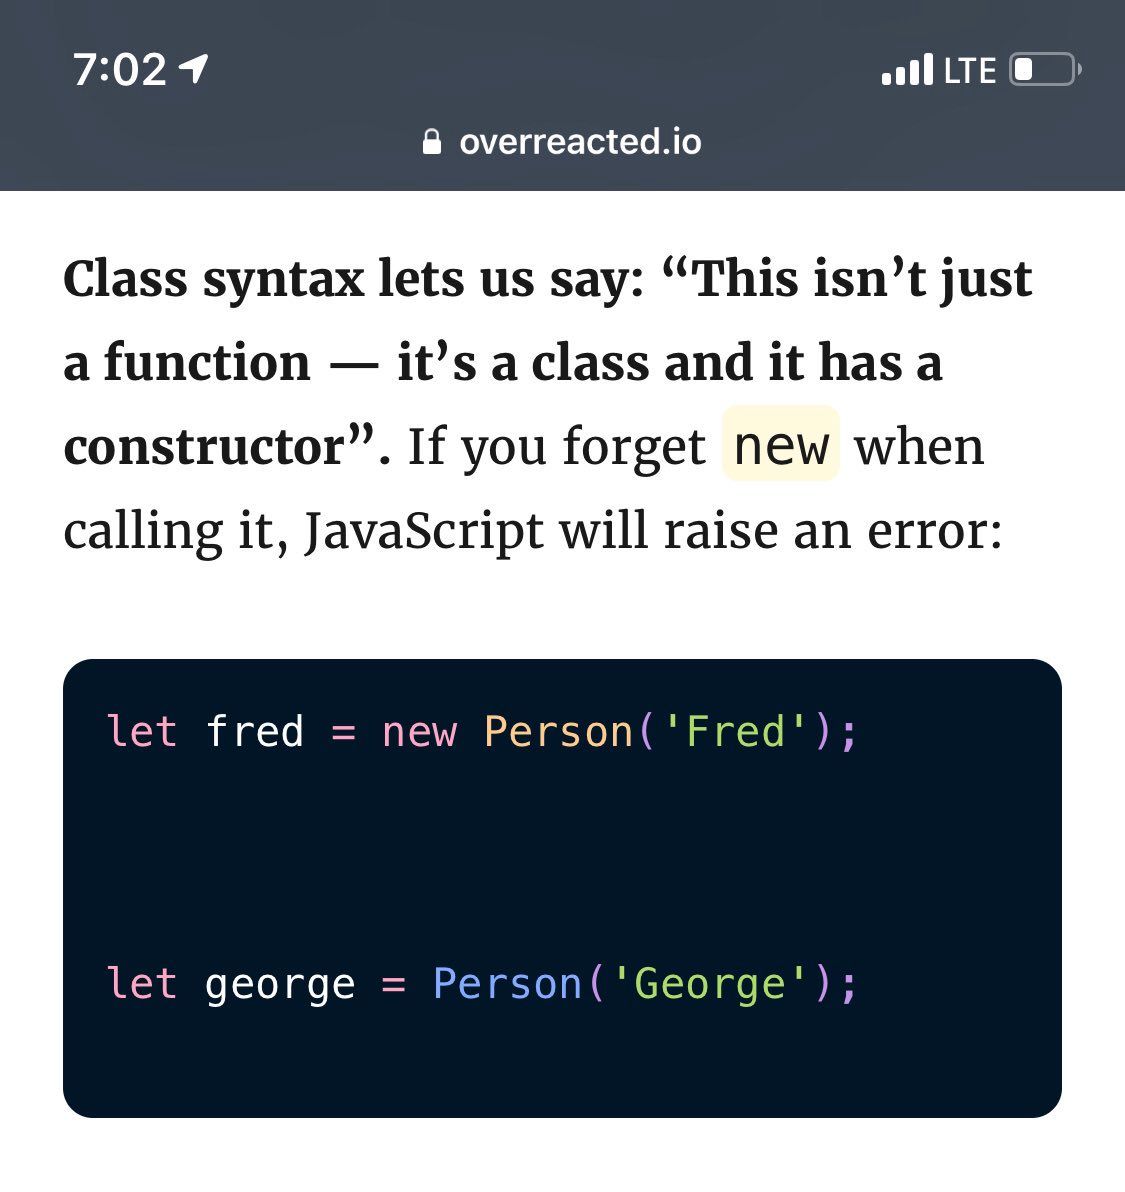 7:02 LTE
overreacted.io
Class syntax lets us say: “This isn’t just
a function — it’s a class and it has a
constructor”. If you forget new when
calling it, JavaScript will raise an error:
let fred = new Person('Fred');
let george = Person('George');